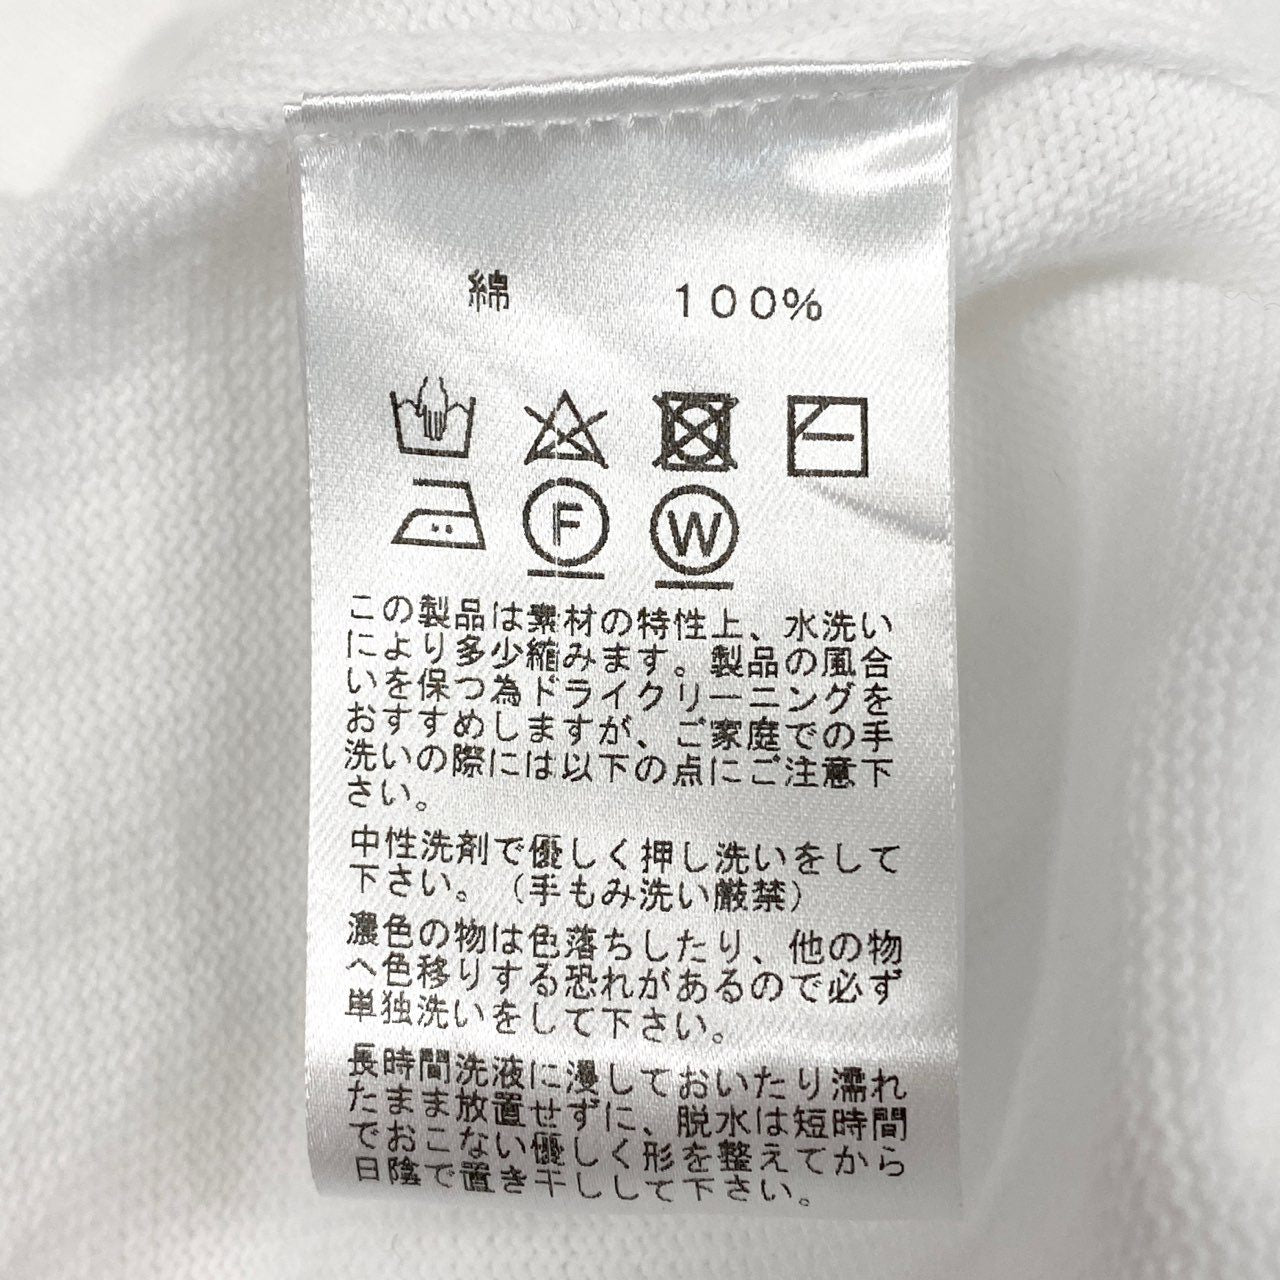 綿 100%
F W
この製品は素材の特性上、水洗い
により多少縮みます。製品の風合
いを保つ為ドライクリーニングを
おすすめしますが、ご家庭での手
洗いの際には以下の点にご注意下
さい。
中性洗剤で優しく押し洗いをして
下さい。（手もみ洗い厳禁）
濃色の物は色落ちしたり、他の物
へ色移りする恐れがあるので必ず
単独洗いをして下さい。
長時間洗液に浸しておいたり濡れ
たまま放置せずに、脱水は短時間
でおこない優しく形を整えてから
日陰で置き干しして下さい。